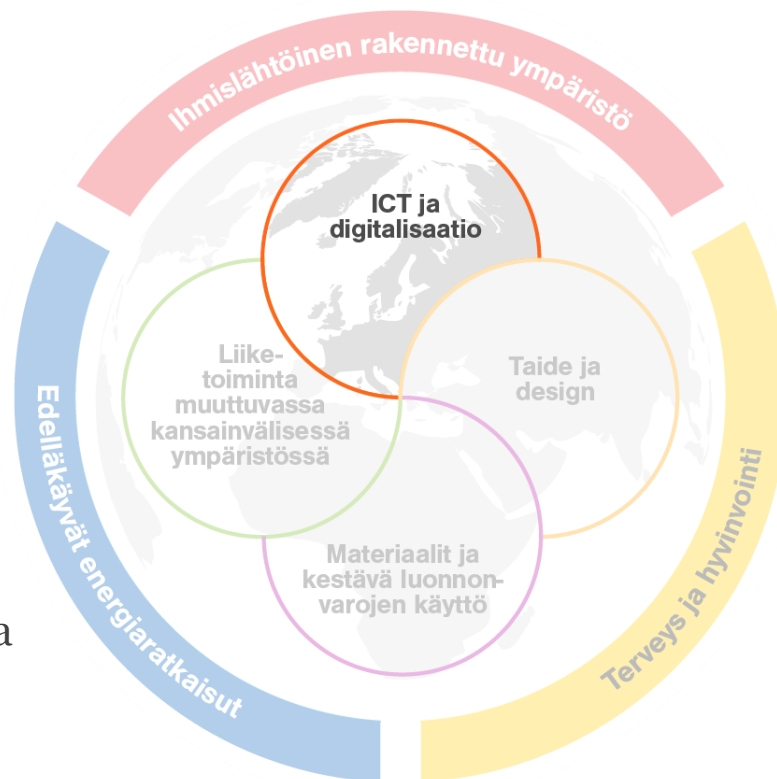 Ihmislähtöinen rakennettu ympäristö
ICT ja
digitalisaatio
Liike-
toiminta
muuttuvassa
kansainvälisessä
ympäristössä
Taide ja
design
Materiaalit ja
kestävä luonnon-
varojen käyttö
Edelläkäyvät energiaratkaisut
Terveys ja hyvinvointi
a